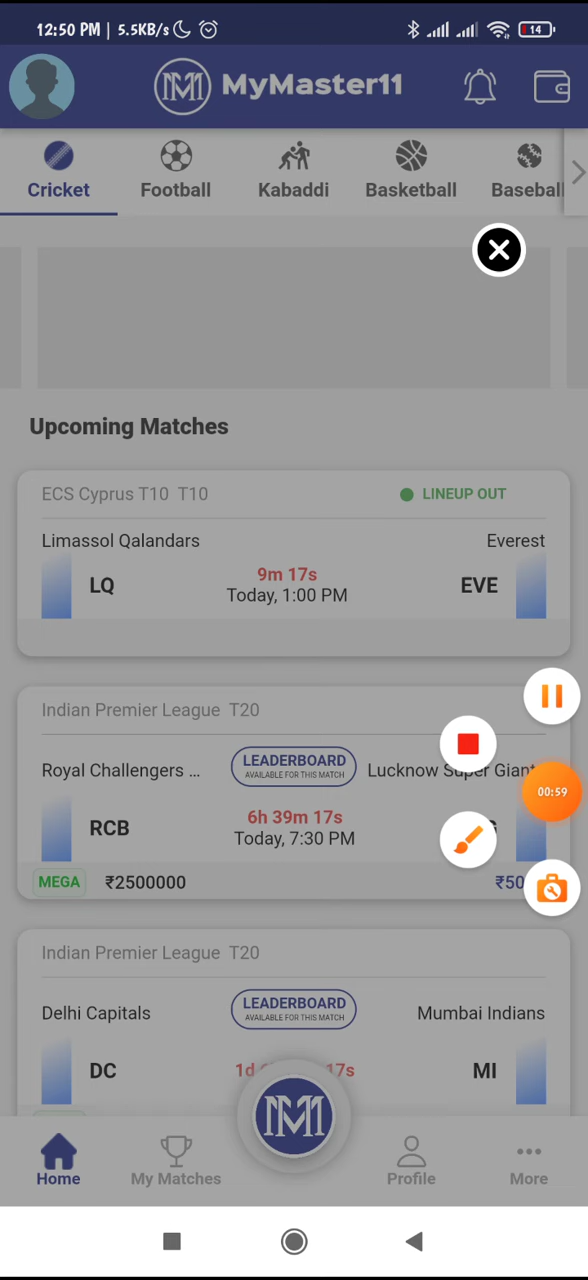 12:50 PM | 5.5KB/s
14
MyMaster11
Cricket
Football
Kabaddi
Basketball
Baseball
Upcoming Matches
ECS Cyprus T10 T10
LINEUP OUT
Limassol Qalandars
Everest
LQ
9m 17s
Today, 1:00 PM
EVE
Indian Premier League T20
Royal Challengers ...
LEADERBOARD
AVAILABLE FOR THIS MATCH
Lucknow Super Giant
RCB
6h 39m 17s
Today, 7:30 PM
MEGA
₹2500000
₹50
00:59
Indian Premier League T20
Delhi Capitals
LEADERBOARD
AVAILABLE FOR THIS MATCH
Mumbai Indians
DC
1d
17s
MI
Home
My Matches
Profile
More